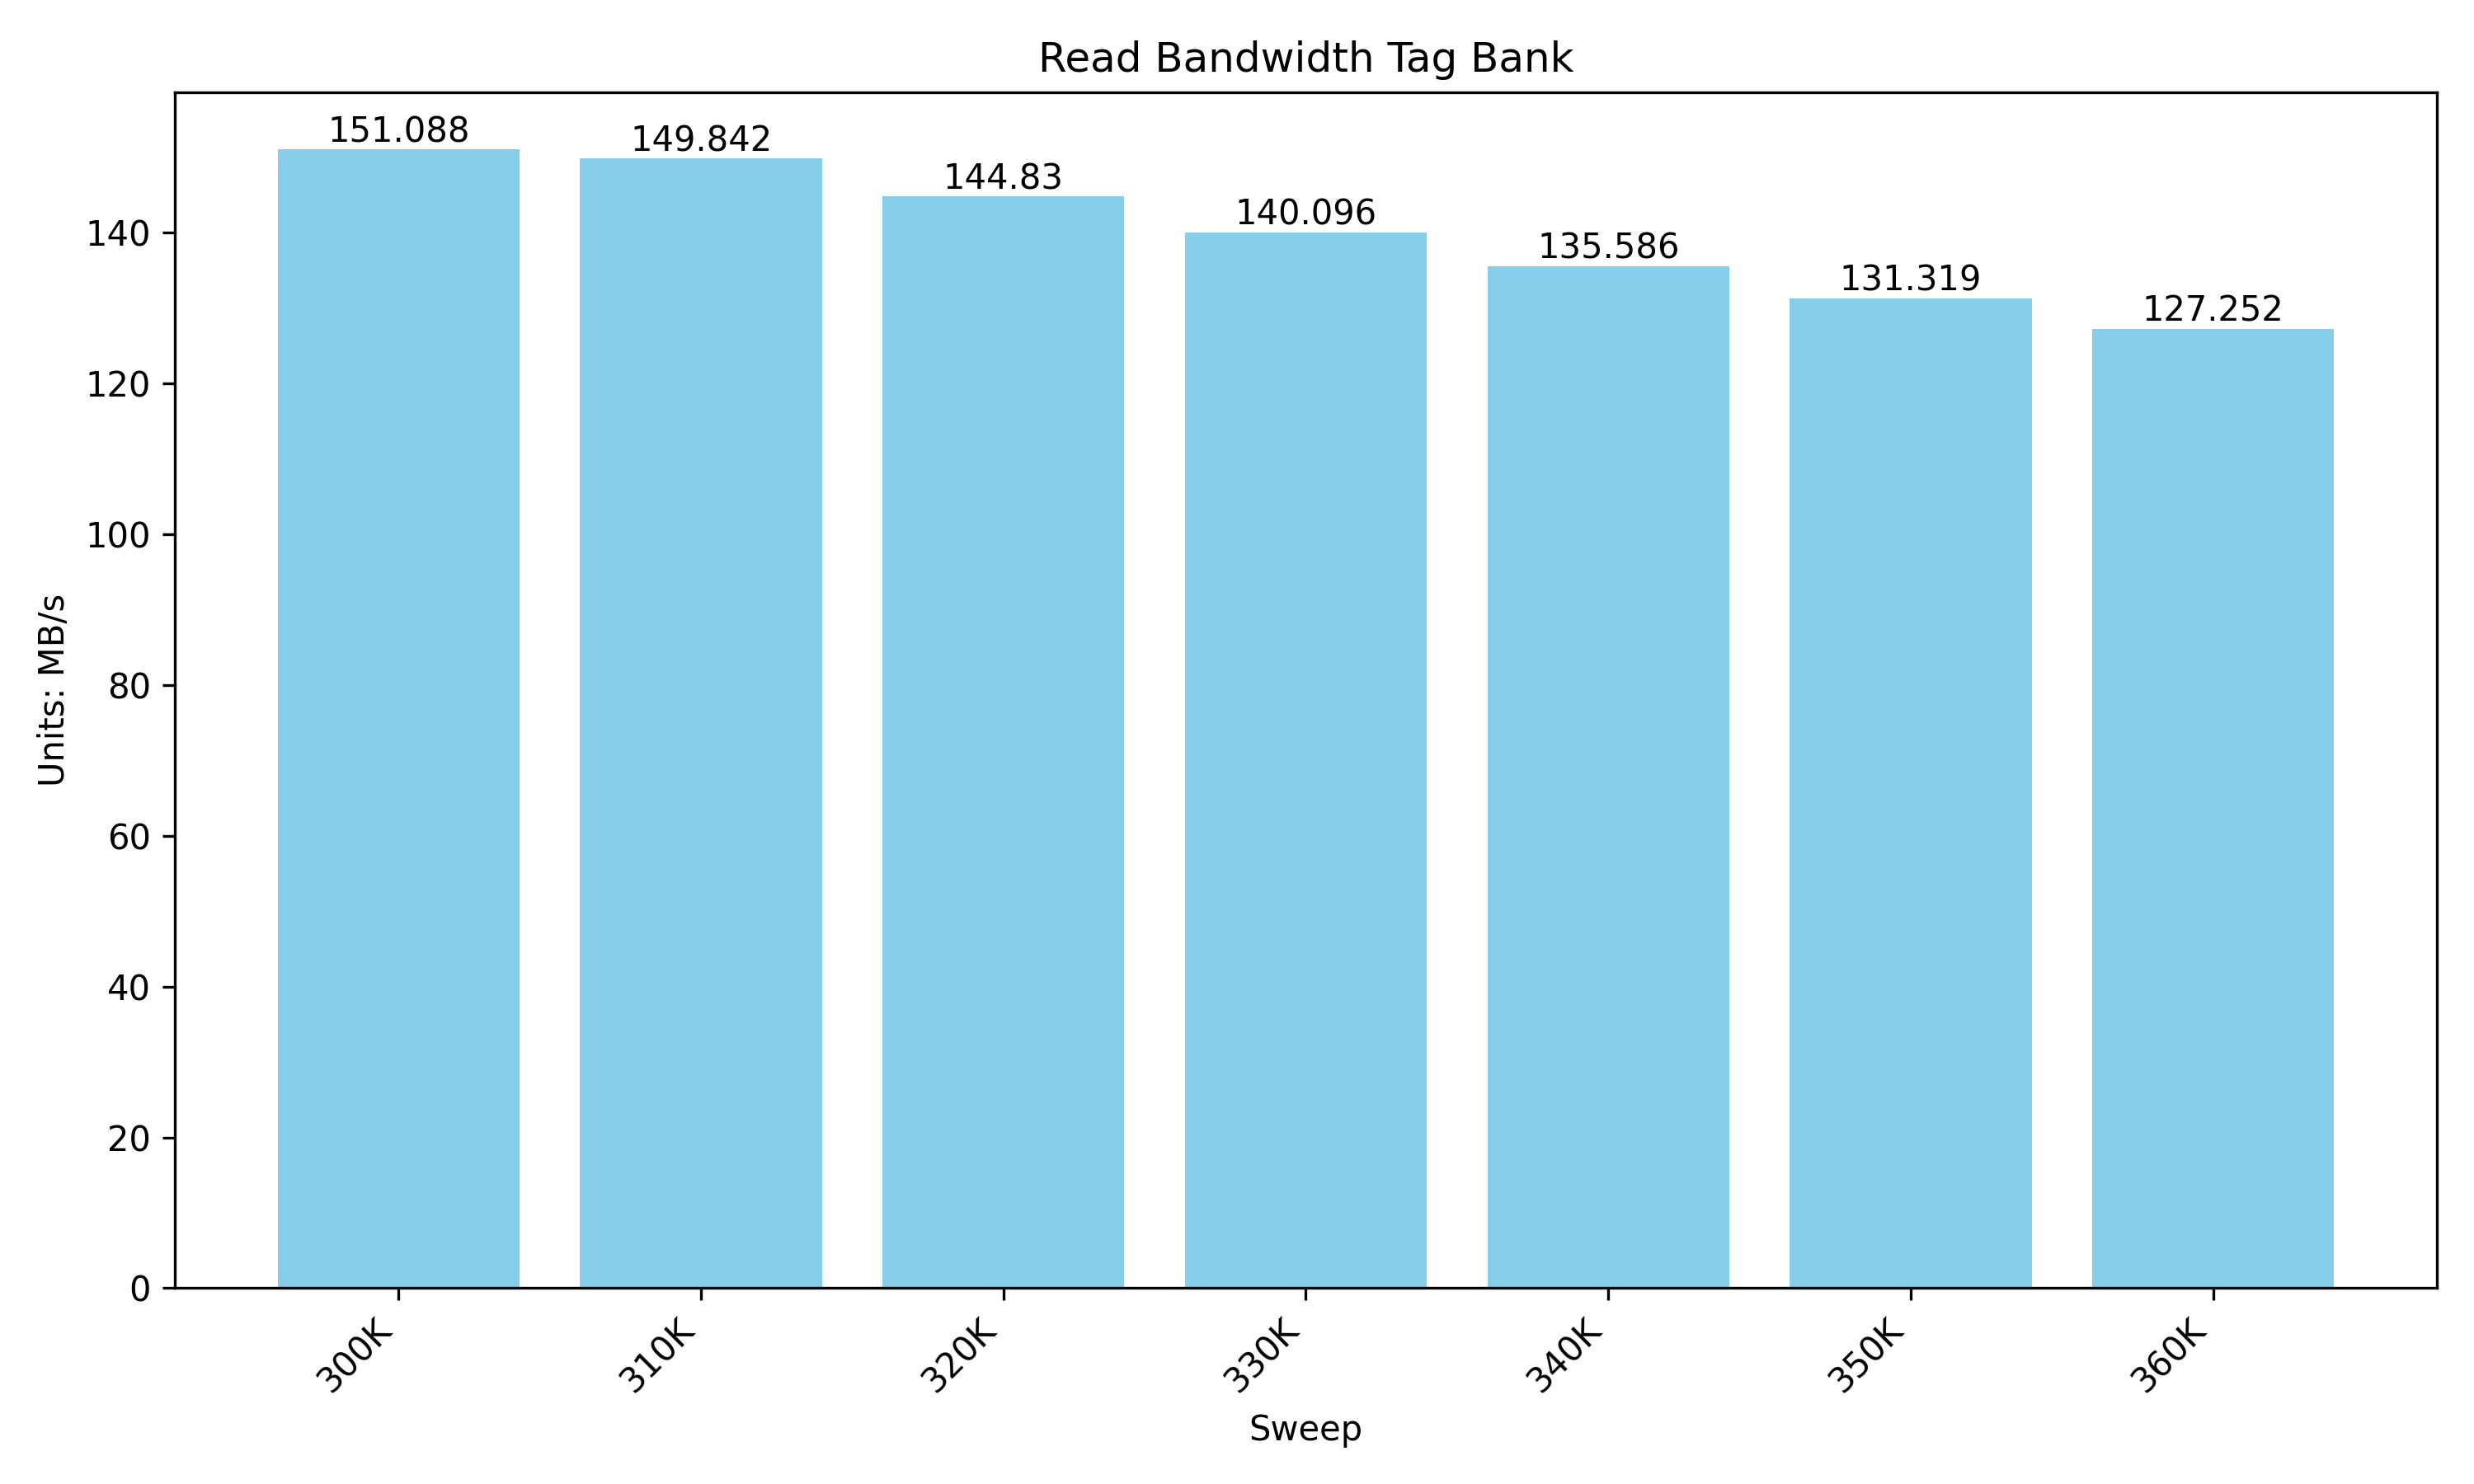 Read Bandwidth Tag Bank
151.088
149.842
144.83
140.096
135.586
131.319
127.252
140
120
100
80
60
40
20
0
Units: MB/s
300K
310K
320K
330K
340K
350K
360K
Sweep